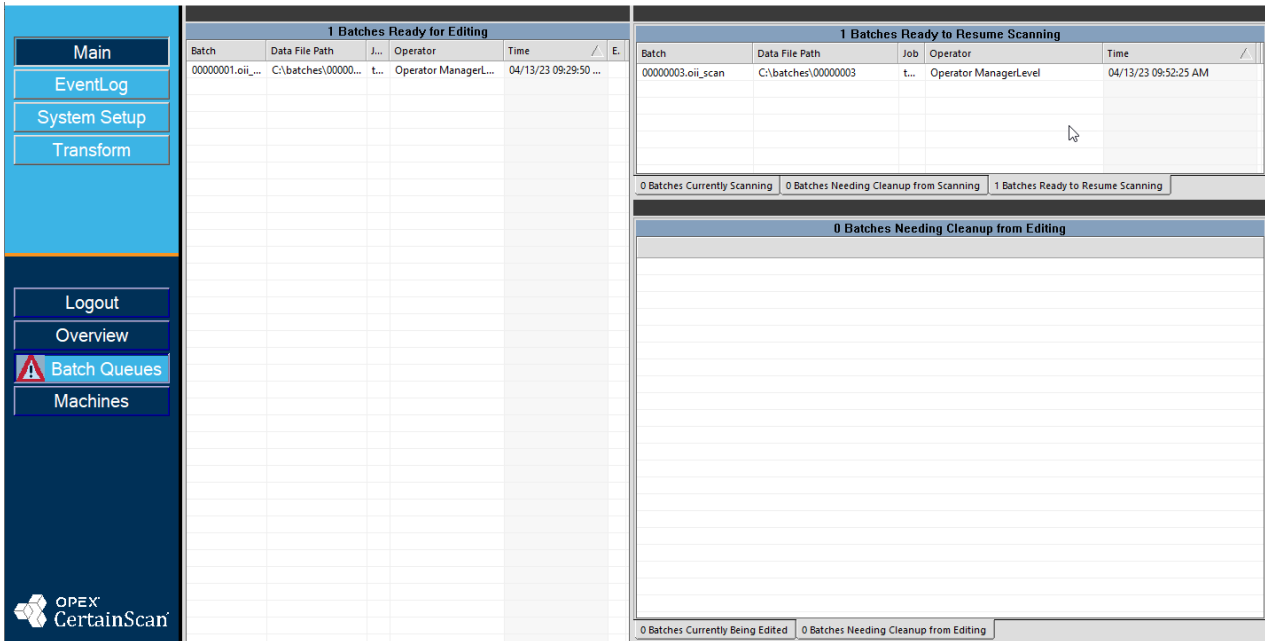 Main
EventLog
System Setup
Transform
Logout
Overview
Batch Queues
Machines
OPEX
CertainScan
1 Batches Ready for Editing
Batch Data File Path J... Operator Time E.
00000001.oii_... C:\batches\00000... t... Operator ManagerL... 04/13/23 09:29:50 ...
1 Batches Ready to Resume Scanning
Batch Data File Path Job Operator Time
00000003.oii_scan C:\batches\00000003 t... Operator ManagerLevel 04/13/23 09:52:25 AM
0 Batches Currently Scanning 0 Batches Needing Cleanup from Scanning 1 Batches Ready to Resume Scanning
0 Batches Needing Cleanup from Editing
0 Batches Currently Being Edited 0 Batches Needing Cleanup from Editing